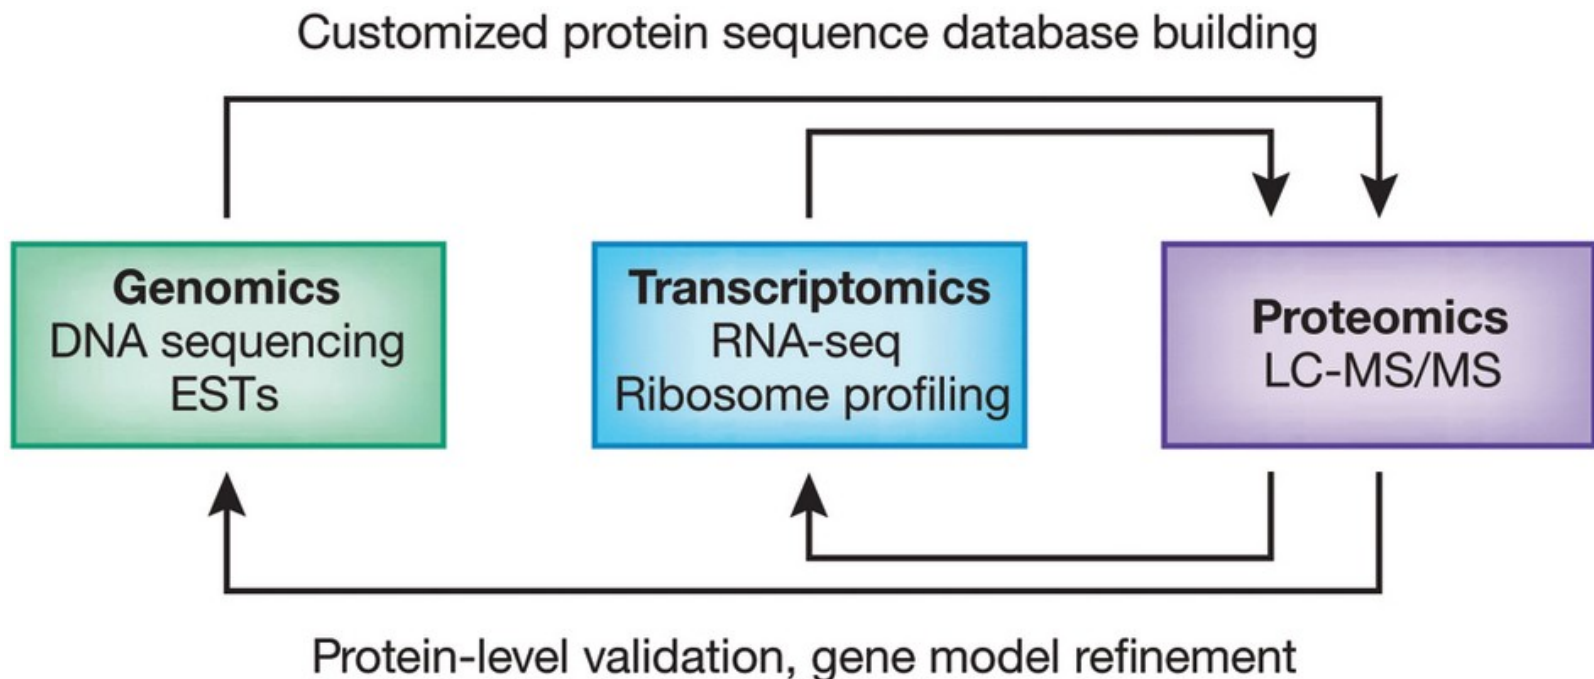 Customized protein sequence database building
Genomics
DNA sequencing
ESTs
Transcriptomics
RNA-seq
Ribosome profiling
Proteomics
LC-MS/MS
Protein-level validation, gene model refinement